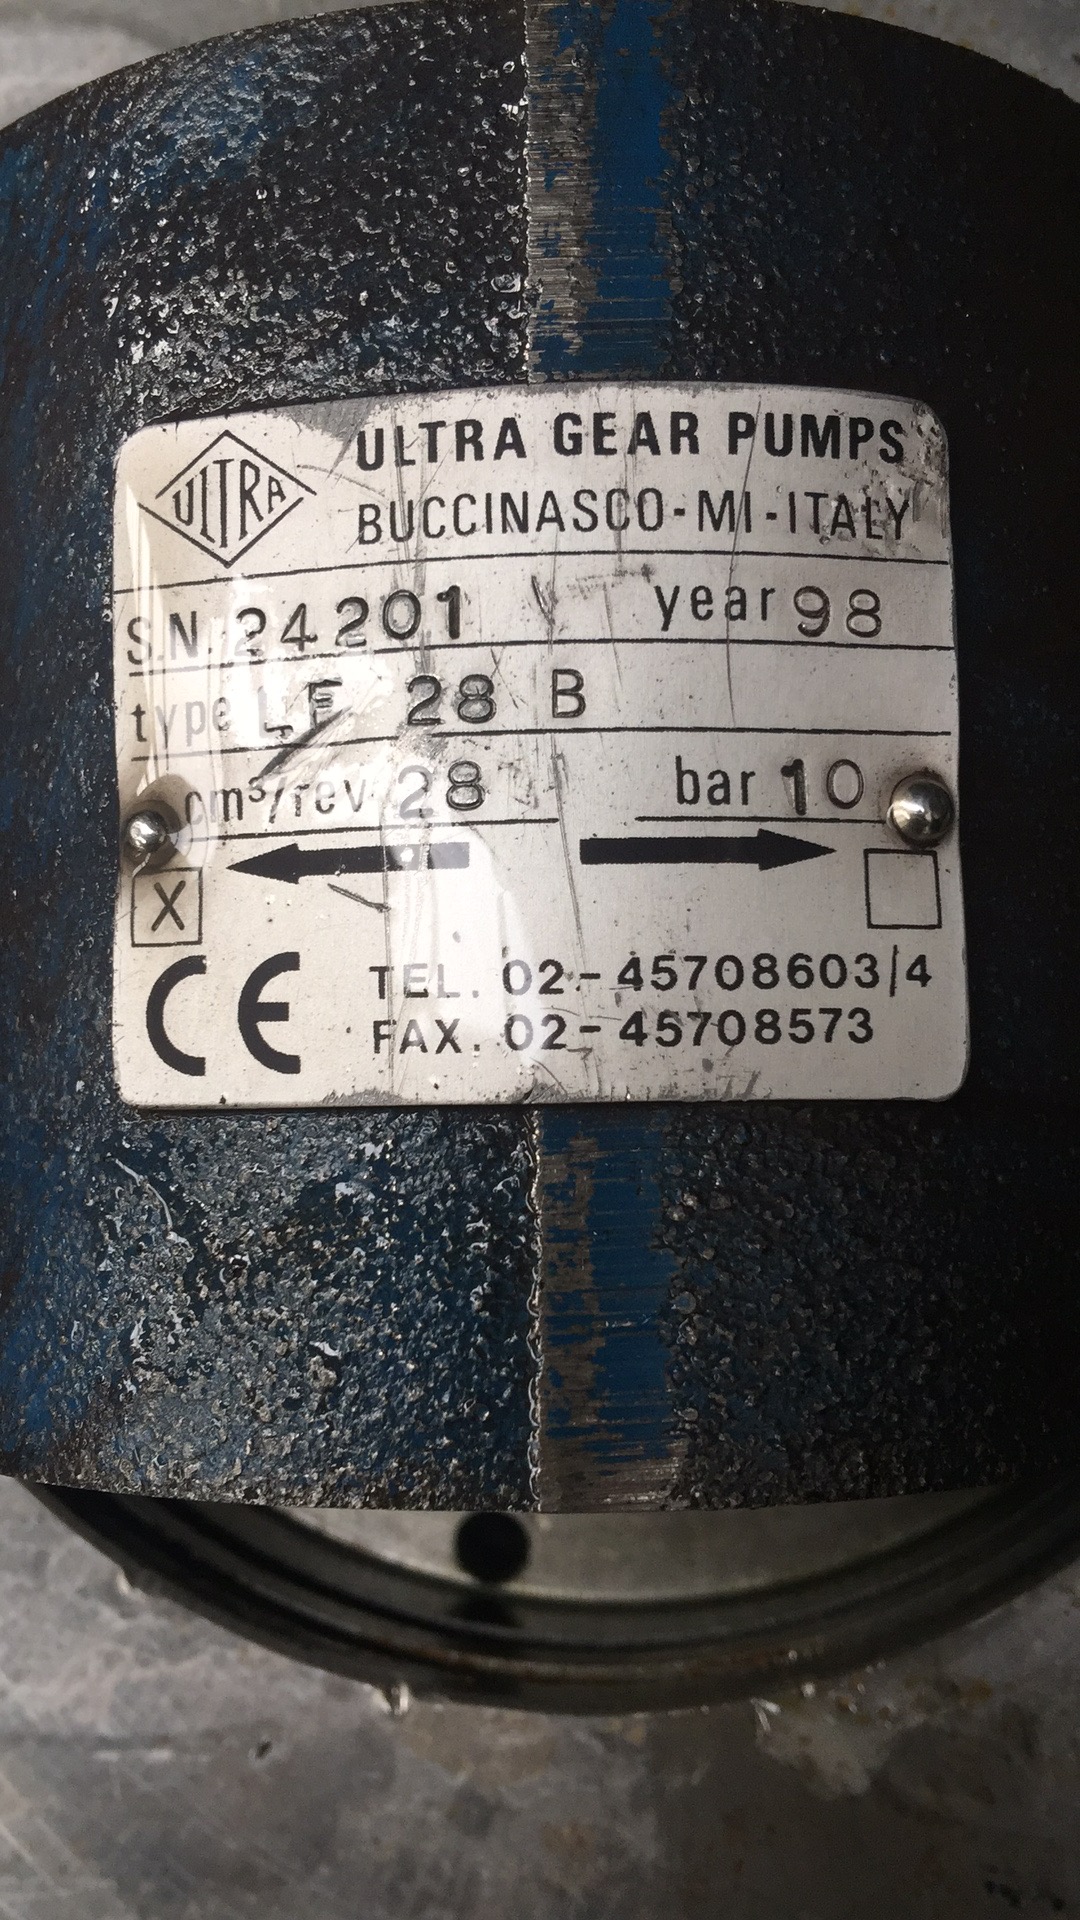 ULTRA
ULTRA GEAR PUMPS
BUCCINASCO-MI-ITALY
S.N. 24201 year 98
type LF 28 B
cm³/rev 28 bar 10
X
CE TEL. 02-45708603/4
FAX. 02-45708573